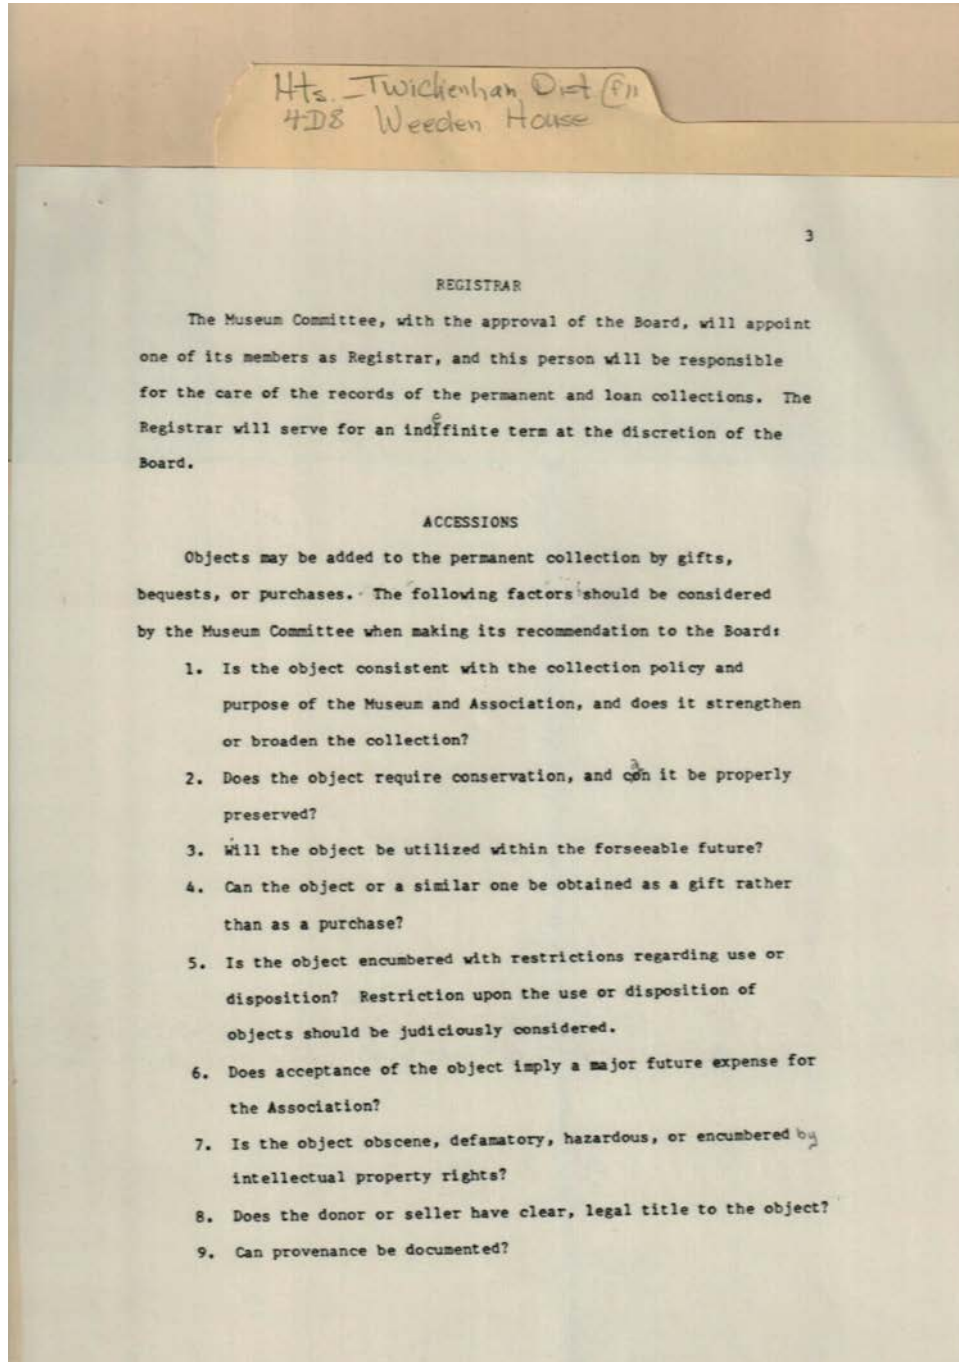 Hts. - Twickenham Dist (P11
4D8 Weeden House
3
REGISTRAR
The Museum Committee, with the approval of the Board, will appoint
one of its members as Registrar, and this person will be responsible
for the care of the records of the permanent and loan collections. The
Registrar will serve for an indefinite term at the discretion of the
Board.
ACCESSIONS
Objects may be added to the permanent collection by gifts,
bequests, or purchases. The following factors should be considered
by the Museum Committee when making its recommendation to the Board:
1. Is the object consistent with the collection policy and
purpose of the Museum and Association, and does it strengthen
or broaden the collection?
2. Does the object require conservation, and can it be properly
preserved?
3. Will the object be utilized within the forseeable future?
4. Can the object or a similar one be obtained as a gift rather
than as a purchase?
5. Is the object encumbered with restrictions regarding use or
disposition? Restriction upon the use or disposition of
objects should be judiciously considered.
6. Does acceptance of the object imply a major future expense for
the Association?
7. Is the object obscene, defamatory, hazardous, or encumbered by
intellectual property rights?
8. Does the donor or seller have clear, legal title to the object?
9. Can provenance be documented?